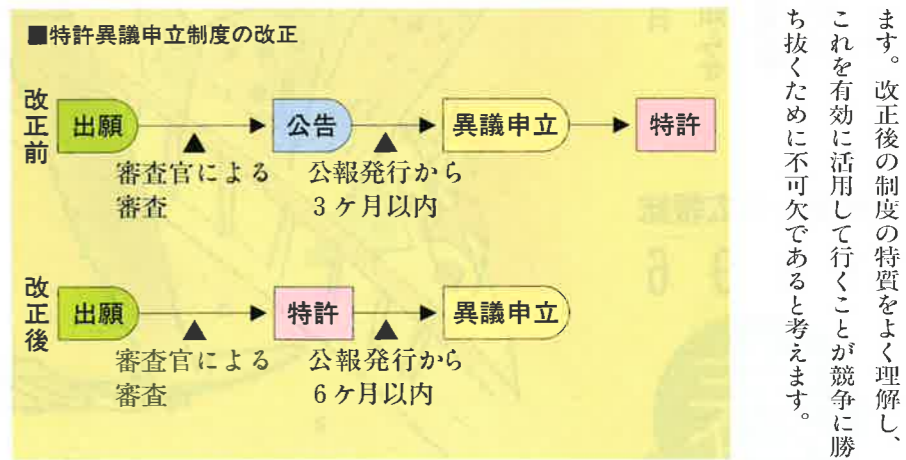 ます。改正後の制度の特質をよく理解し、
これを有効に活用して行くことが競争に勝
ち抜くために不可欠であると考えます。
■特許異議申立制度の改正
改正前
出願
公告
異議申立
特許
審査官による
審査
公報発行から
3ヶ月以内
改正後
出願
特許
異議申立
審査官による
審査
公報発行から
6ヶ月以内